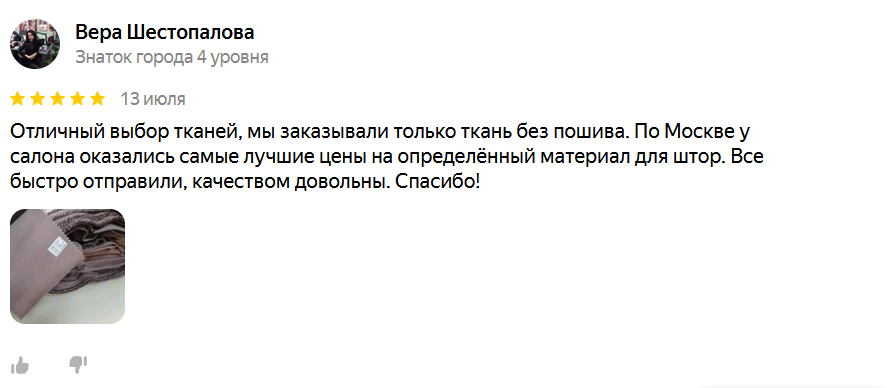 Вера Шестопалова
Знаток города 4 уровня
13 июля
Отличный выбор тканей, мы заказывали только ткань без пошива. По Москве у
салона оказались самые лучшие цены на определённый материал для штор. Все
быстро отправили, качеством довольны. Спасибо!